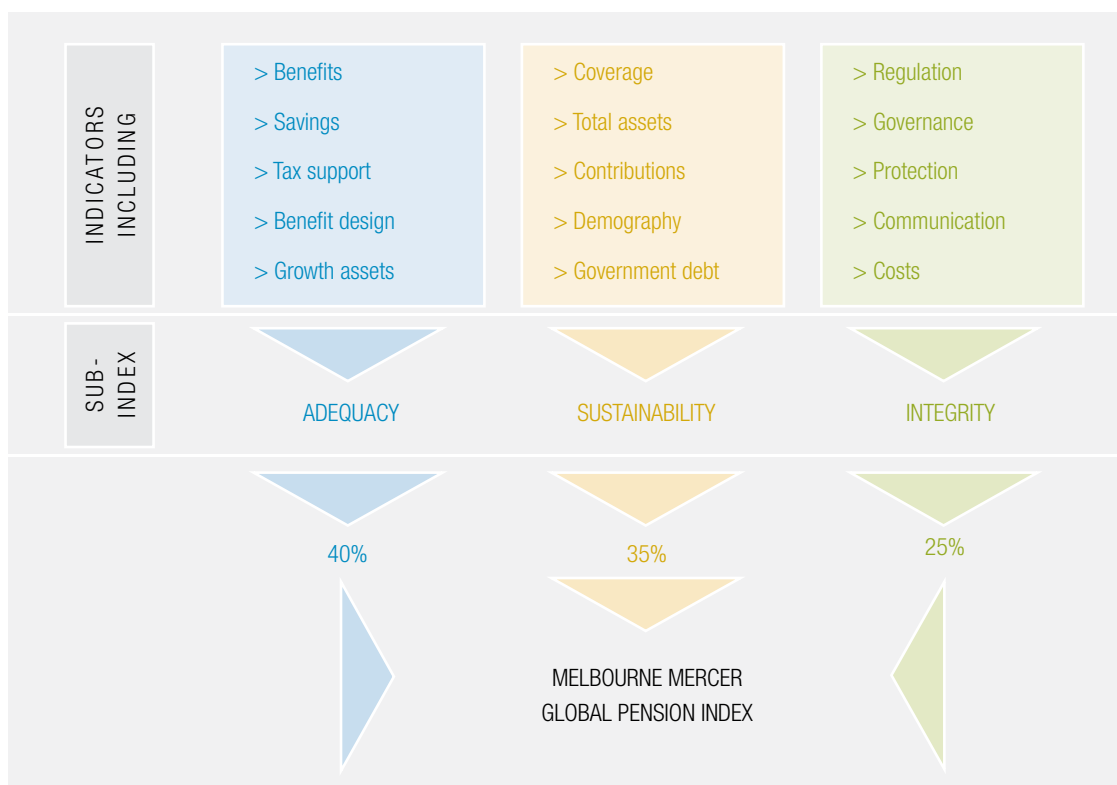 INDICATORS
INCLUDING
> Benefits
> Savings
> Tax support
> Benefit design
> Growth assets
> Coverage
> Total assets
> Contributions
> Demography
> Government debt
> Regulation
> Governance
> Protection
> Communication
> Costs
SUB-
INDEX
ADEQUACY
SUSTAINABILITY
INTEGRITY
40%
35%
25%
MELBOURNE MERCER
GLOBAL PENSION INDEX